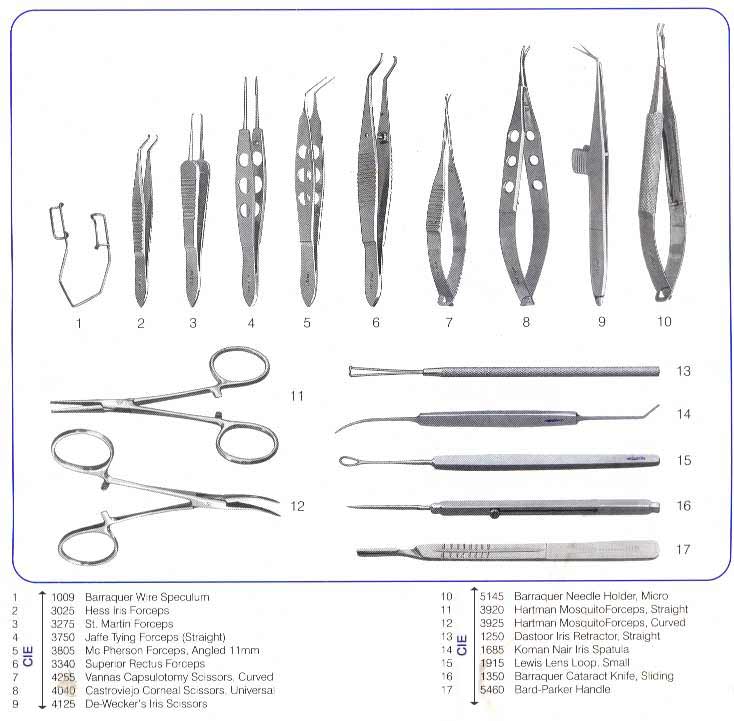 1 2 3 4 5 6 7 8 9 10
11
12
13
14
15
16
17
1 1009 Barraquer Wire Speculum
2 3025 Hess Iris Forceps
3 3275 St. Martin Forceps
4 3750 Jaffe Tying Forceps (Straight)
5 3805 Mc Pherson Forceps, Angled 11mm
6 3340 Superior Rectus Forceps
7 4255 Vannas Capsulotomy Scissors, Curved
8 4040 Castroviejo Corneal Scissors, Universal
9 4125 De-Wecker's Iris Scissors
CIE
10 5145 Barraquer Needle Holder, Micro
11 3920 Hartman MosquitoForceps, Straight
12 3925 Hartman MosquitoForceps, Curved
13 1250 Dastoor Iris Retractor, Straight
14 1685 Koman Nair Iris Spatula
15 1915 Lewis Lens Loop, Small
16 1350 Barraquer Cataract Knife, Sliding
17 5460 Bard-Parker Handle
CIE